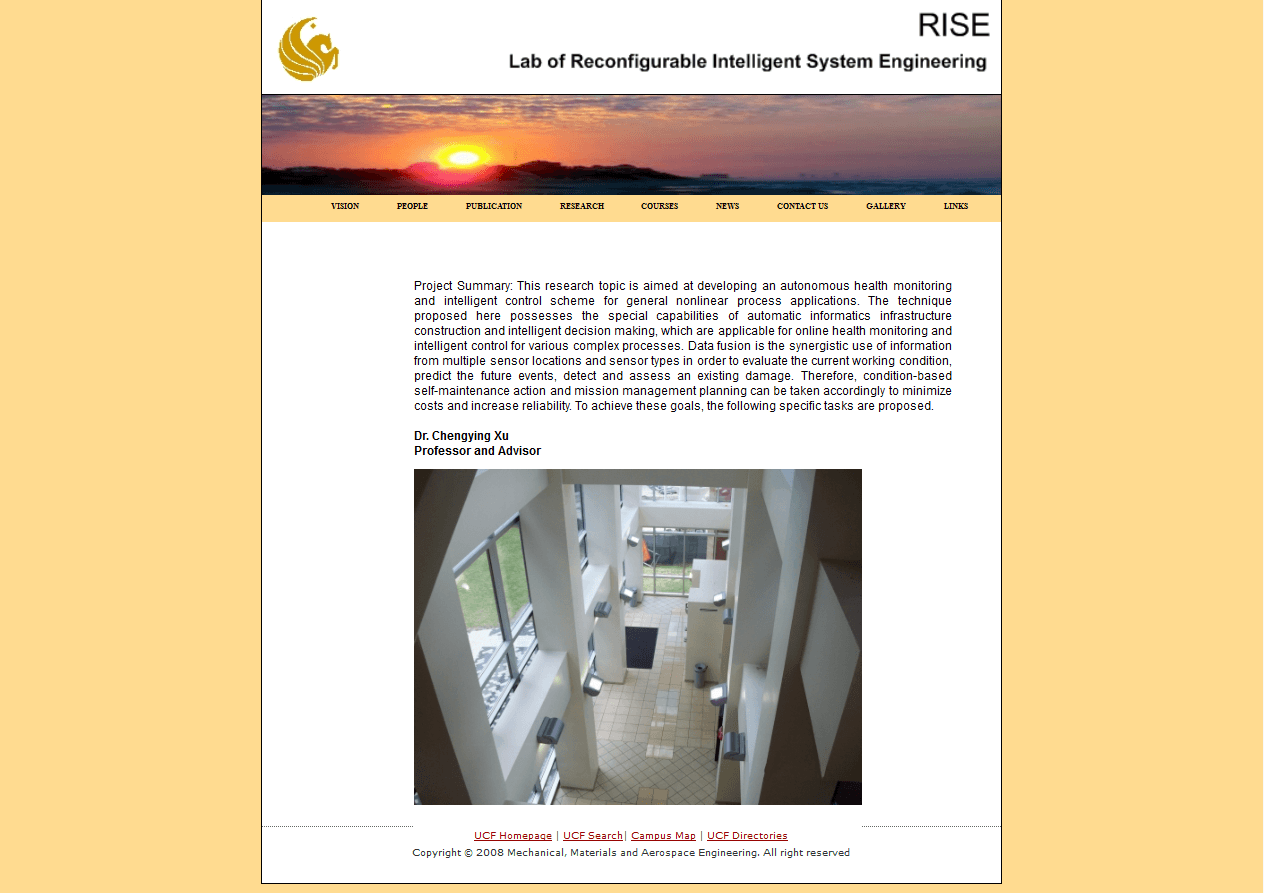 RISE
Lab of Reconfigurable Intelligent System Engineering
VISION PEOPLE PUBLICATION RESEARCH COURSES NEWS CONTACT US GALLERY LINKS
Project Summary: This research topic is aimed at developing an autonomous health monitoring
and intelligent control scheme for general nonlinear process applications. The technique
proposed here possesses the special capabilities of automatic informatics infrastructure
construction and intelligent decision making, which are applicable for online health monitoring and
intelligent control for various complex processes. Data fusion is the synergistic use of information
from multiple sensor locations and sensor types in order to evaluate the current working condition,
predict the future events, detect and assess an existing damage. Therefore, condition-based
self-maintenance action and mission management planning can be taken accordingly to minimize
costs and increase reliability. To achieve these goals, the following specific tasks are proposed.
Dr. Chengying Xu
Professor and Advisor
UCF Homepage | UCF Search| Campus Map | UCF Directories
Copyright © 2008 Mechanical, Materials and Aerospace Engineering. All right reserved